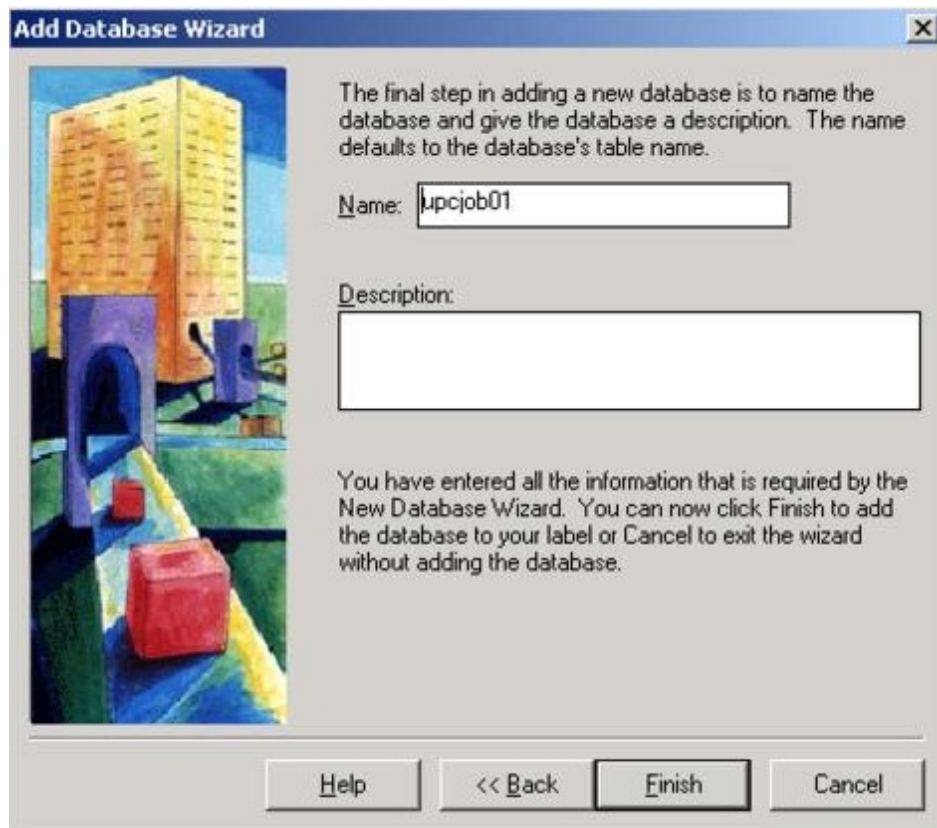 Add Database Wizard
The final step in adding a new database is to name the
database and give the database a description. The name
defaults to the database's table name.
Name: upcjob01
Description:
You have entered all the information that is required by the
New Database Wizard. You can now click Finish to add
the database to your label or Cancel to exit the wizard
without adding the database.
Help << Back Finish Cancel